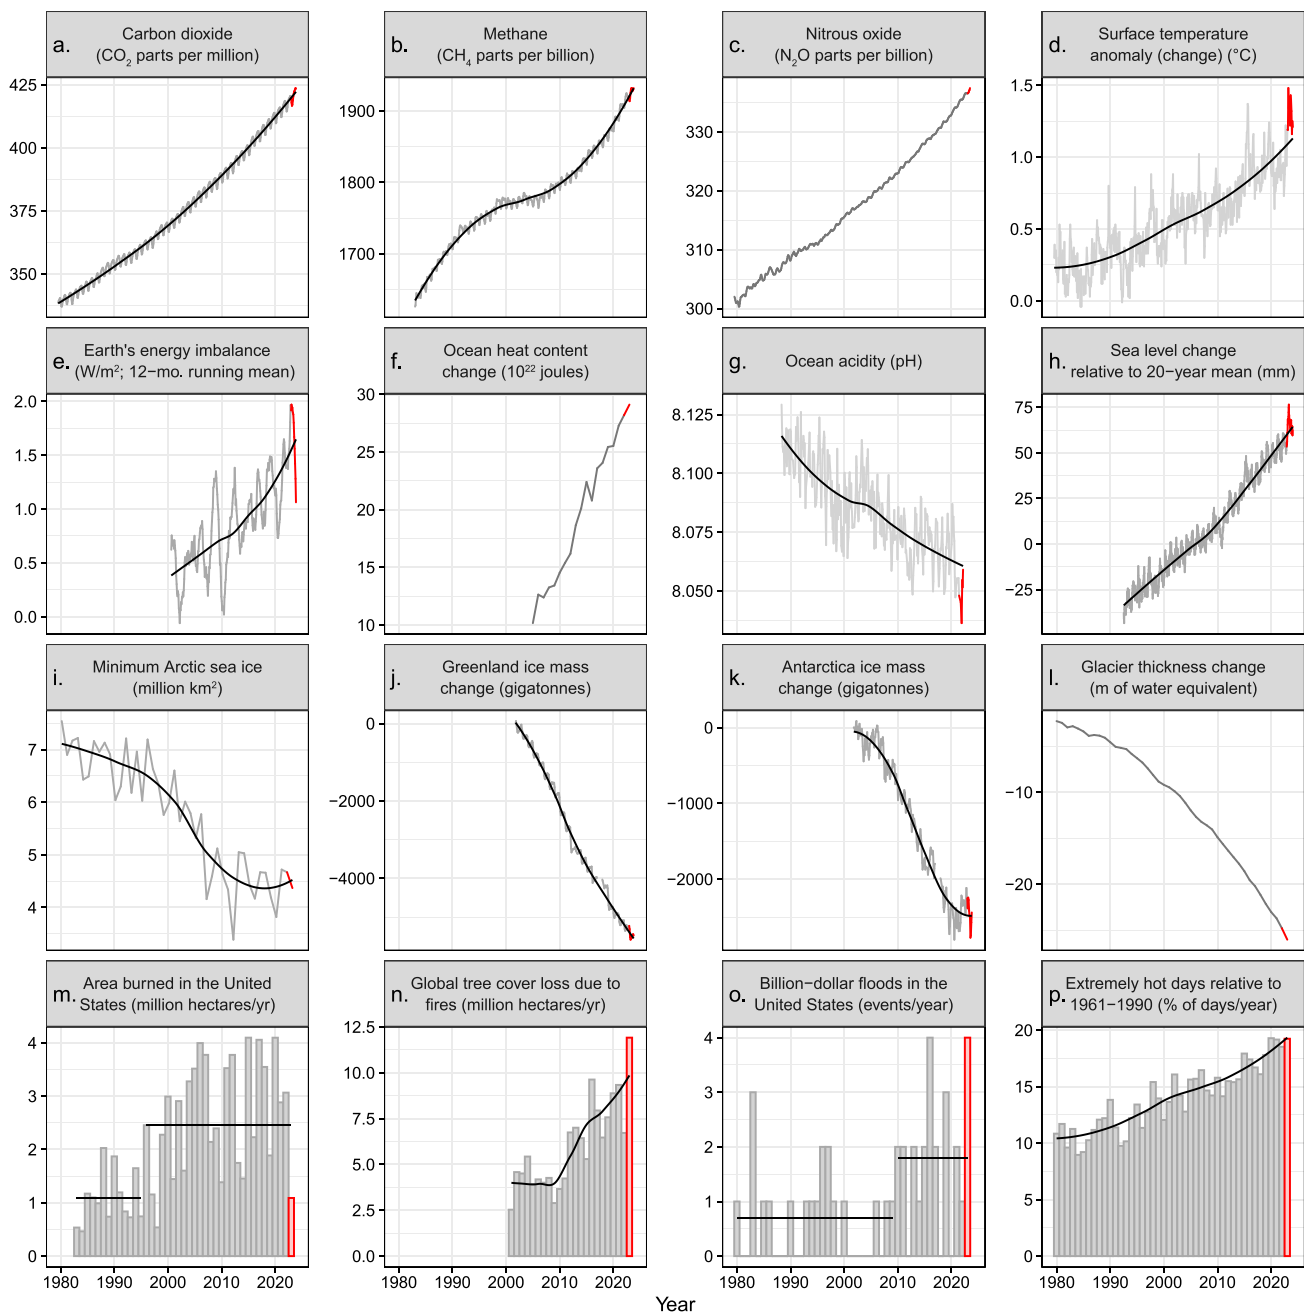 a. Carbon dioxide
(CO₂ parts per million)
b. Methane
(CH₄ parts per billion)
c. Nitrous oxide
(N₂O parts per billion)
d. Surface temperature
anomaly (change) (°C)
425
400
375
350
1900
1800
1700
330
320
310
300
1.5
1.0
0.5
0.0
e. Earth's energy imbalance
(W/m²; 12−mo. running mean)
f. Ocean heat content
change (10²² joules)
g. Ocean acidity (pH)
h. Sea level change
relative to 20−year mean (mm)
2.0
1.5
1.0
0.5
0.0
30
25
20
15
10
8.125
8.100
8.075
8.050
75
50
25
0
−25
i. Minimum Arctic sea ice
(million km²)
j. Greenland ice mass
change (gigatonnes)
k. Antarctica ice mass
change (gigatonnes)
l. Glacier thickness change
(m of water equivalent)
7
6
5
4
0
−2000
−4000
0
−1000
−2000
−10
−20
m. Area burned in the United
States (million hectares/yr)
n. Global tree cover loss due to
fires (million hectares/yr)
o. Billion−dollar floods in the
United States (events/year)
p. Extremely hot days relative to
1961−1990 (% of days/year)
4
3
2
1
0
12.5
10.0
7.5
5.0
2.5
0.0
4
3
2
1
0
20
15
10
5
0
1980 1990 2000 2010 2020
1980 1990 2000 2010 2020
1980 1990 2000 2010 2020
1980 1990 2000 2010 2020
Year